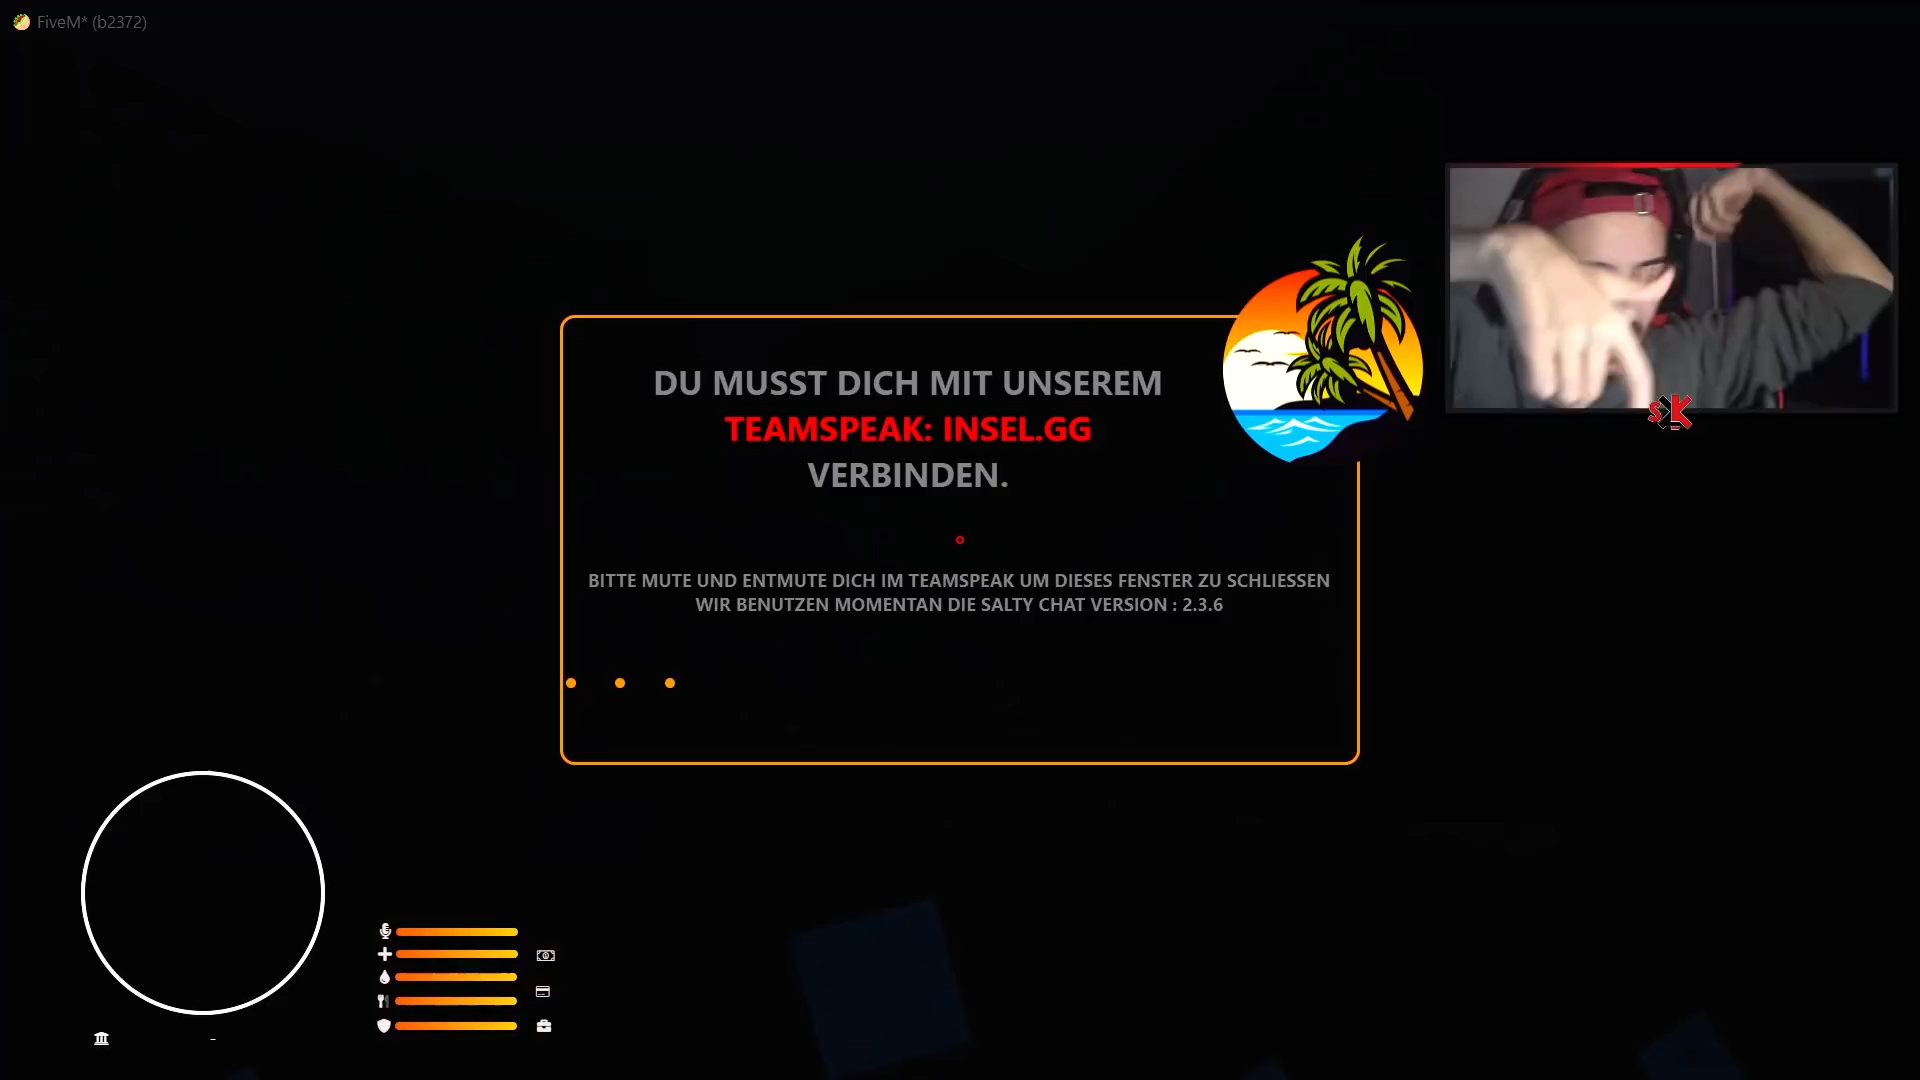 FiveM* (b2372)
DU MUSST DICH MIT UNSEREM
TEAMSPEAK: INSEL.GG
VERBINDEN.
BITTE MUTE UND ENTMUTE DICH IM TEAMSPEAK UM DIESES FENSTER ZU SCHLIESSEN
WIR BENUTZEN MOMENTAN DIE SALTY CHAT VERSION : 2.3.6
SK